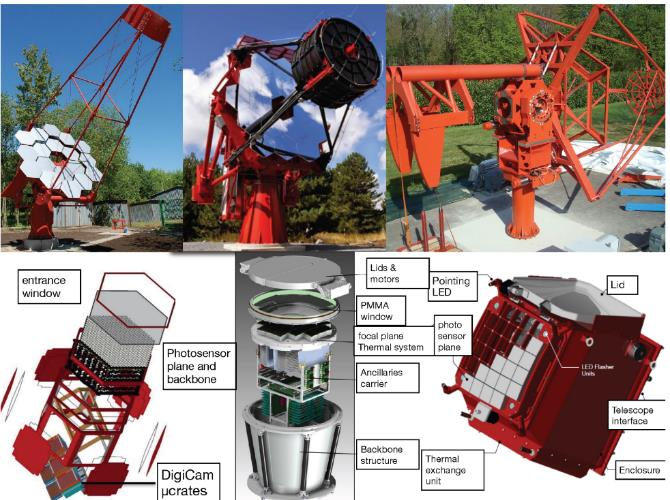 entrance
window
Photosensor
plane and
backbone
DigiCam
µcrates
Lids &
motors
PMMA
window
focal plane
Thermal system
Ancillaries
carrier
Backbone
structure
Pointing
LED
photo
sensor
plane
Thermal
exchange
unit
Lid
LED Flasher
Units
Telescope
interface
Enclosure